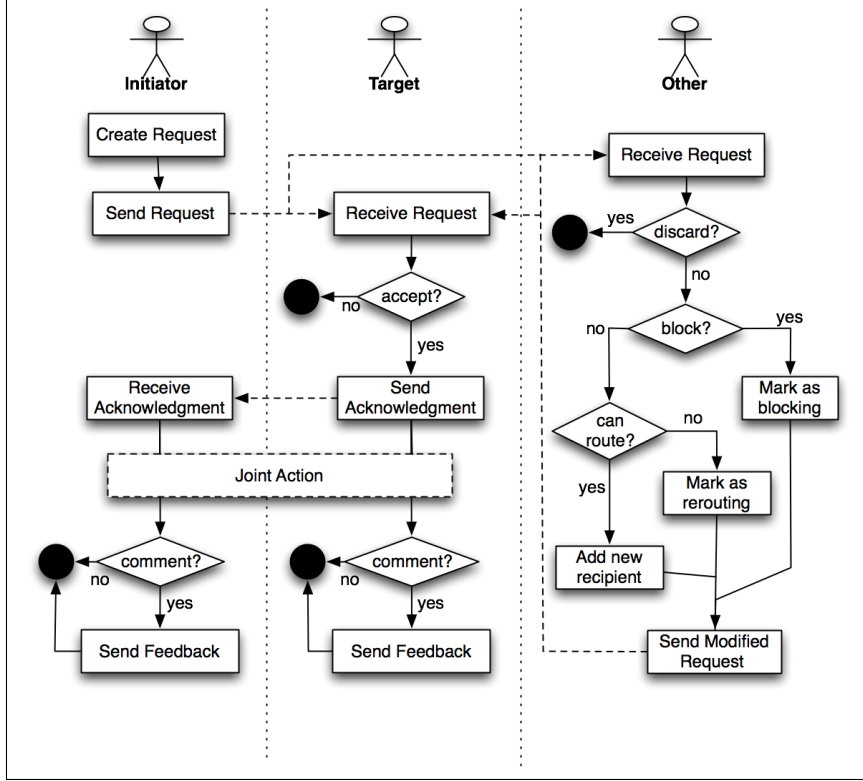 Initiator
Target
Other
Create Request
Send Request
Receive Request
Receive Request
discard?
yes
no
accept?
no
yes
block?
no
yes
Receive
Acknowledgment
Send
Acknowledgment
Mark as
blocking
can
route?
no
yes
Joint Action
Mark as
rerouting
comment?
no
yes
comment?
no
yes
Add new
recipient
Send Feedback
Send Feedback
Send Modified
Request